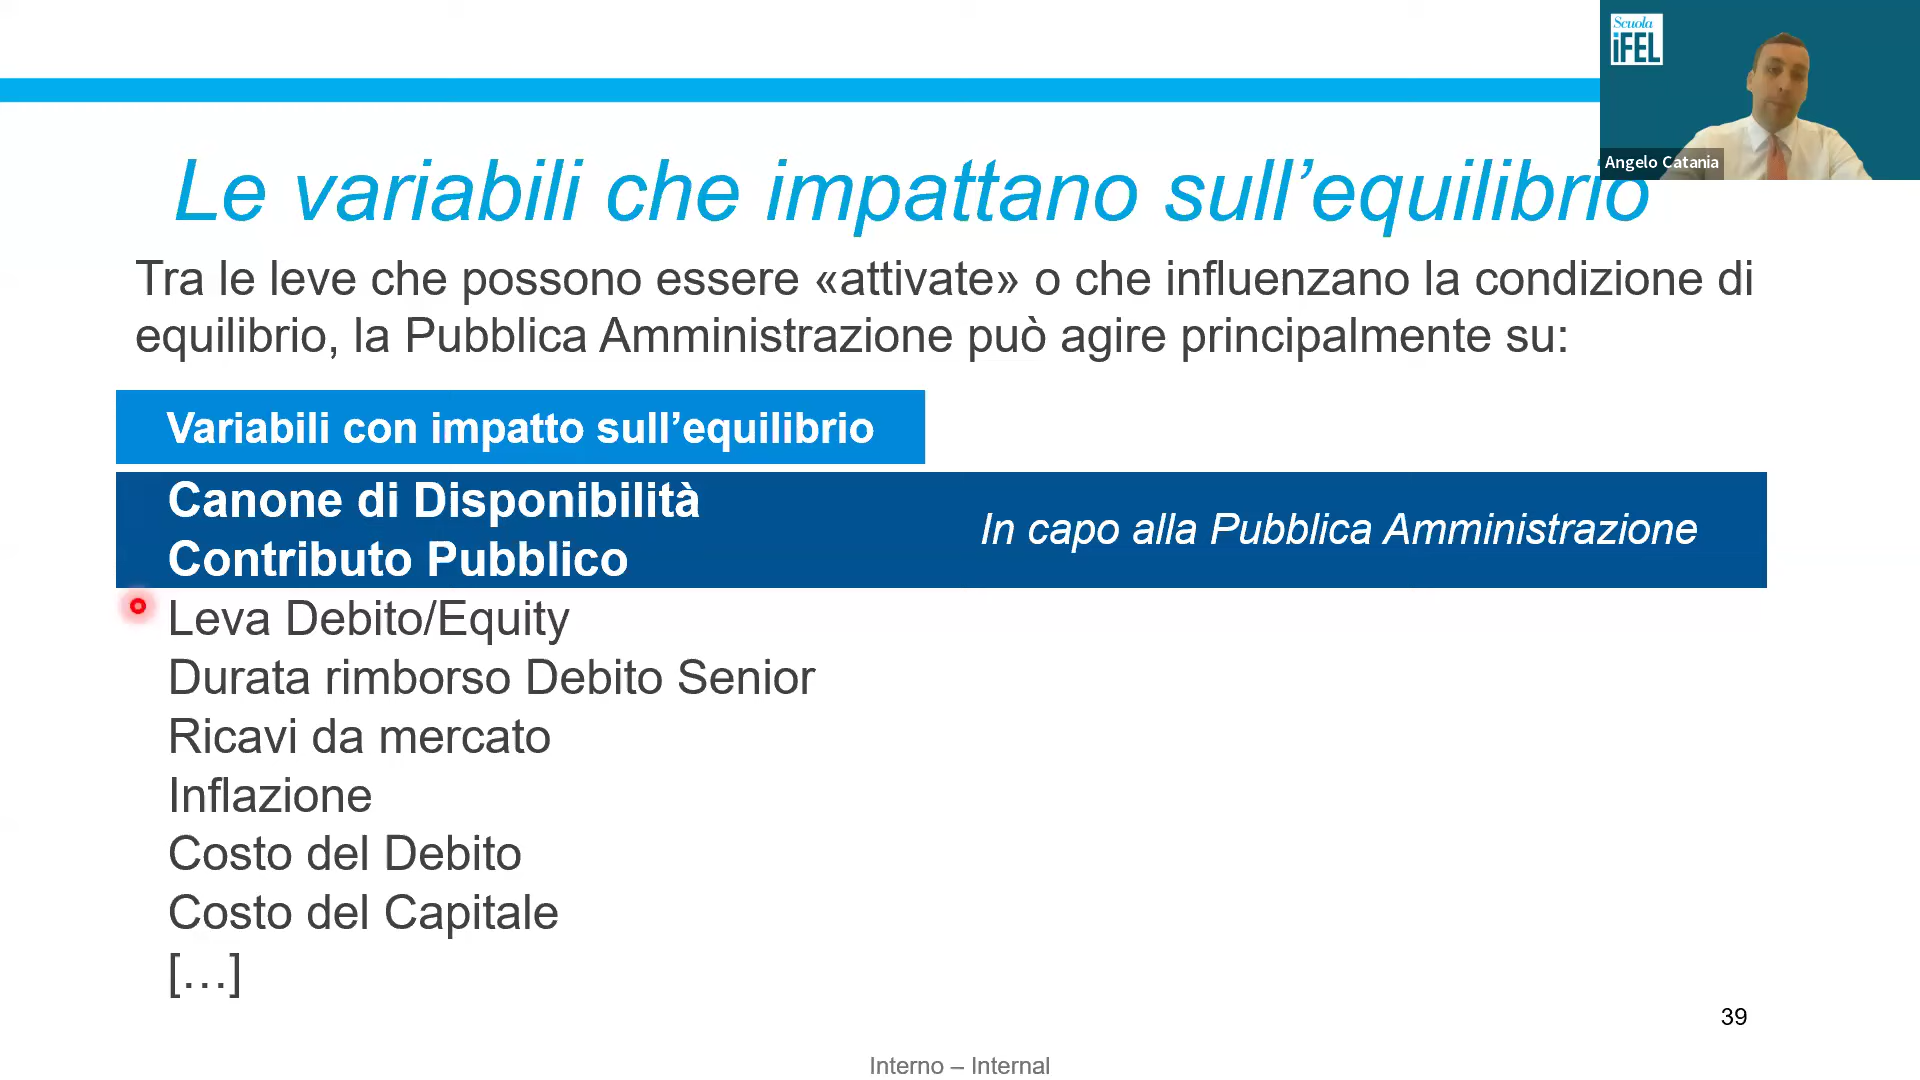 Scuola
iFEL
Angelo Catania
Le variabili che impattano sull’equilibrio
Tra le leve che possono essere «attivate» o che influenzano la condizione di
equilibrio, la Pubblica Amministrazione può agire principalmente su:
Variabili con impatto sull’equilibrio
Canone di Disponibilità
Contributo Pubblico
In capo alla Pubblica Amministrazione
Leva Debito/Equity
Durata rimborso Debito Senior
Ricavi da mercato
Inflazione
Costo del Debito
Costo del Capitale
[…]
39
Interno – Internal